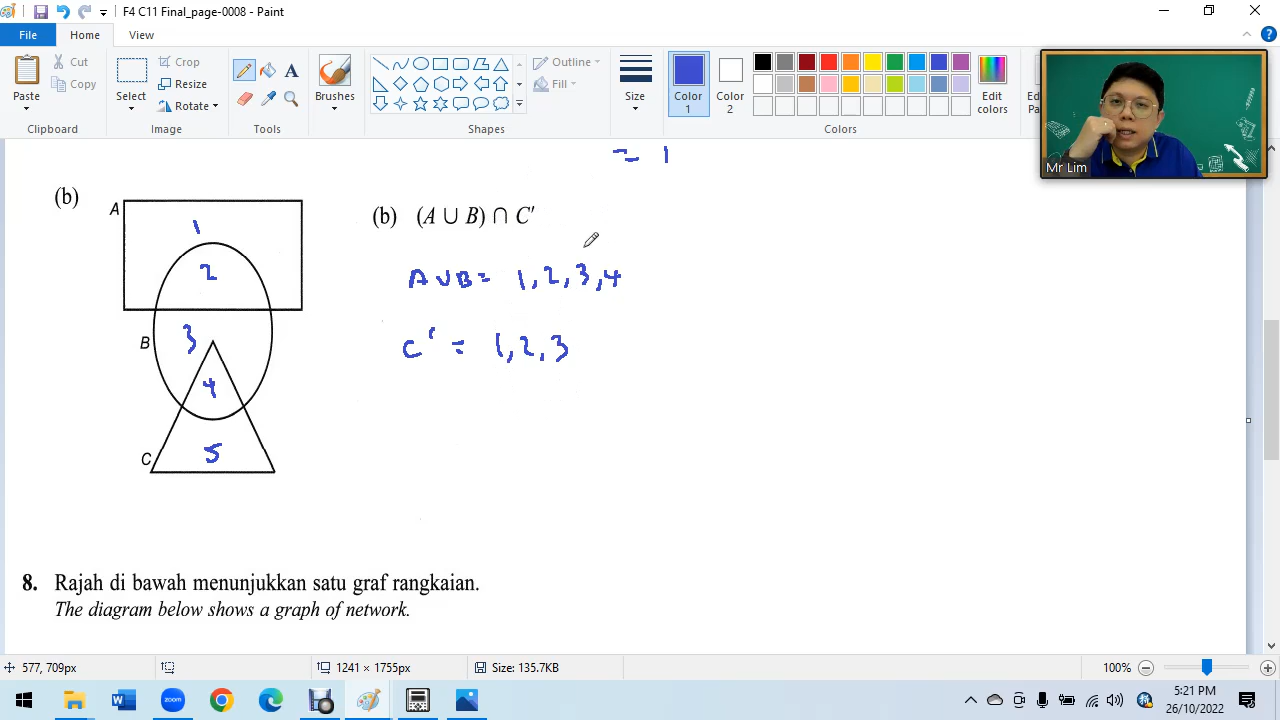 F4 C11 Final_page-0008 - Paint
File Home View
Paste
Cut
Copy
Clipboard
Select
Crop
Resize
Rotate
Image
A
Tools
Brushes
Shapes
Outline
Fill
Size
Color 1
Color 2
Edit colors
Colors
Mr Lim
= 1
(b)
A
1
2
B
3
4
C
5
(b) (A ∪ B) ∩ C′
A ∪ B = 1, 2, 3, 4
C′ = 1, 2, 3
8. Rajah di bawah menunjukkan satu graf rangkaian.
The diagram below shows a graph of network.
577, 709px
1241 × 1755px
Size: 135.7KB
100%
zoom
5:21 PM
26/10/2022